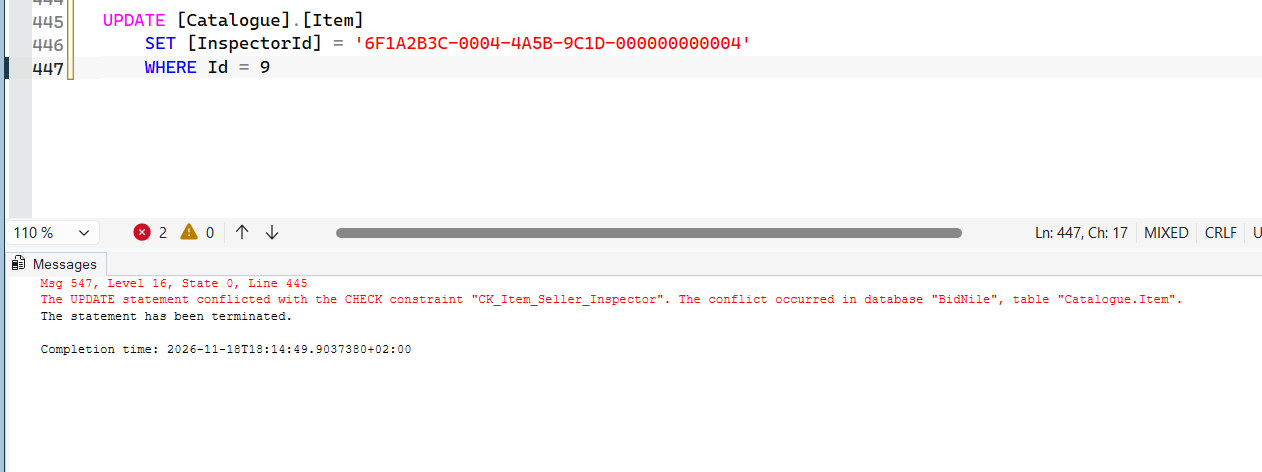 445 UPDATE [Catalogue].[Item]
446 SET [InspectorId] = '6F1A2B3C-0004-4A5B-9C1D-000000000004'
447 WHERE Id = 9
110 % 2 0 ↑ ↓ Ln: 447, Ch: 17 MIXED CRLF
Messages
Msg 547, Level 16, State 0, Line 445
The UPDATE statement conflicted with the CHECK constraint "CK_Item_Seller_Inspector". The conflict occurred in database "BidNile", table "Catalogue.Item".
The statement has been terminated.
Completion time: 2026-11-18T18:14:49.9037380+02:00